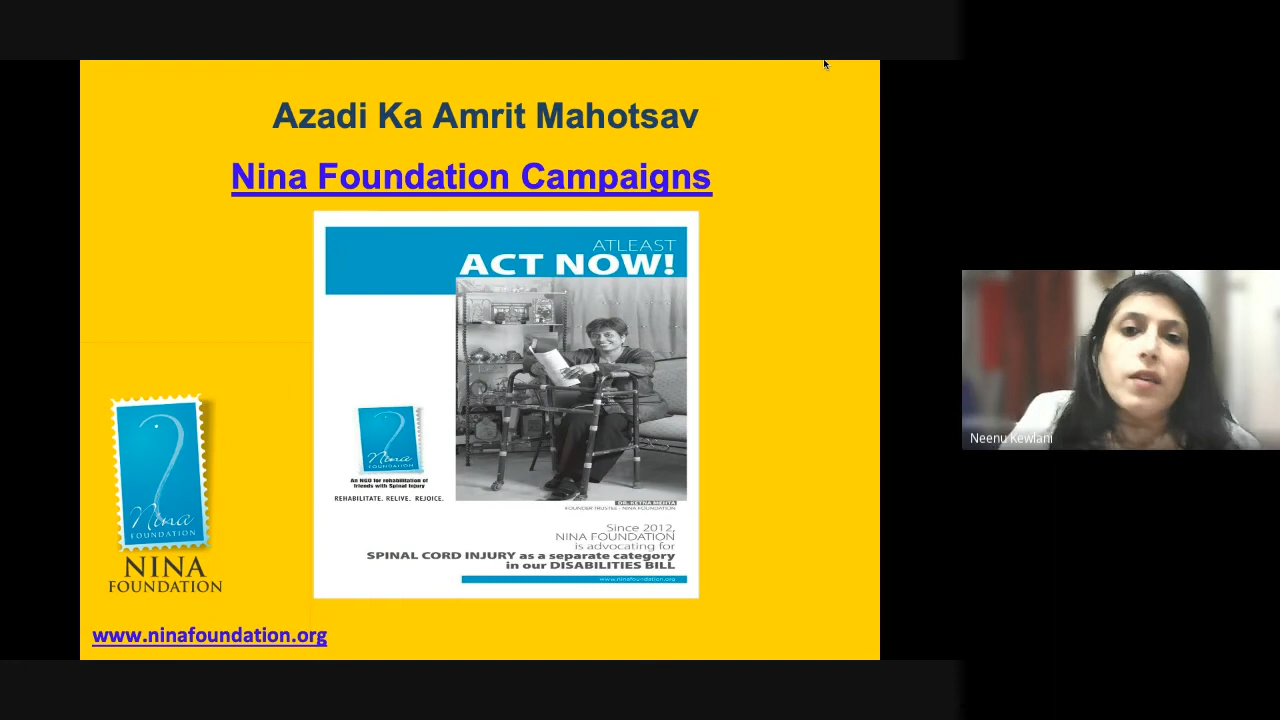 Azadi Ka Amrit Mahotsav
Nina Foundation Campaigns
ATLEAST
ACT NOW!
Nina
FOUNDATION
An NGO for rehabilitation of
friends with Spinal Injury
REHABILITATE. RELIVE. REJOICE.
DR. KETNA MEHTA
FOUNDER TRUSTEE - NINA FOUNDATION
Since 2012,
NINA FOUNDATION
is advocating for
SPINAL CORD INJURY as a separate category
in our DISABILITIES BILL
www.ninafoundation.org
Nina
FOUNDATION
NINA
FOUNDATION
www.ninafoundation.org
Neenu Kewlani